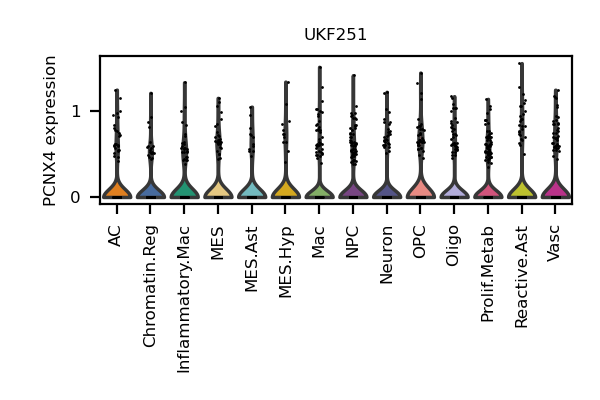 UKF251
PCNX4 expression
1
0
AC
Chromatin.Reg
Inflammatory.Mac
MES
MES.Ast
MES.Hyp
Mac
NPC
Neuron
OPC
Oligo
Prolif.Metab
Reactive.Ast
Vasc